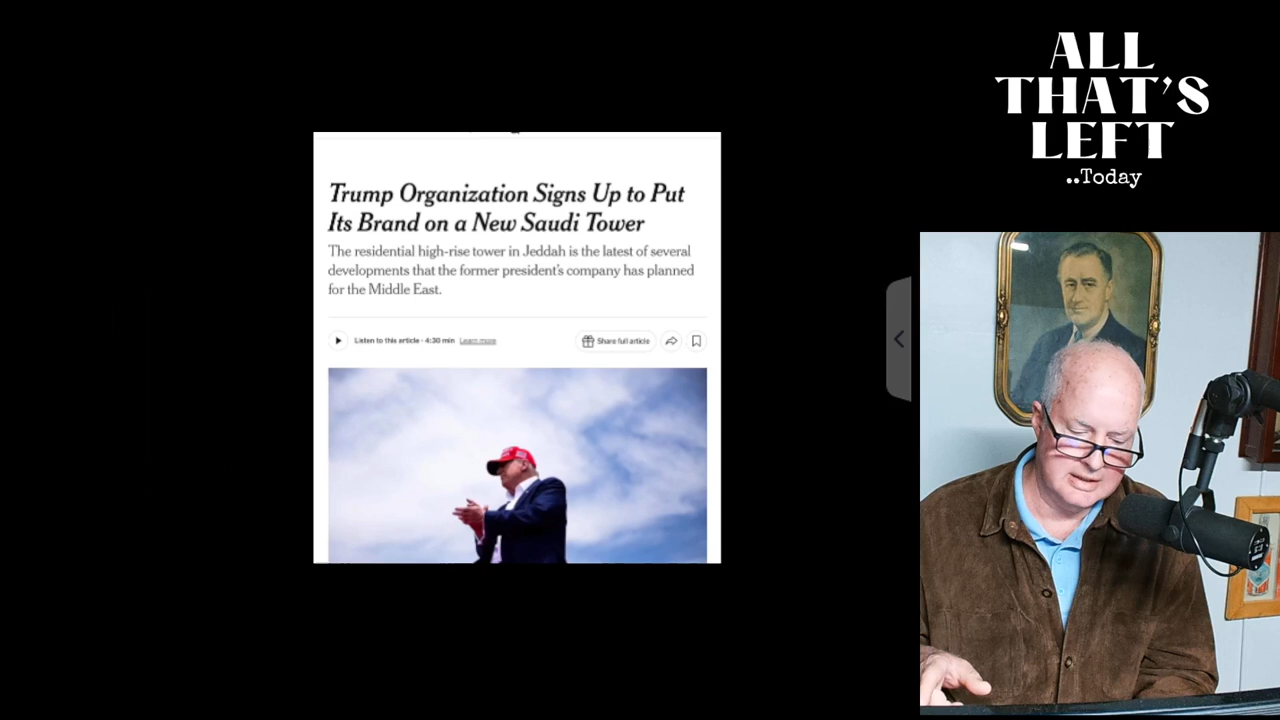 ALL
THAT'S
LEFT
..Today
Trump Organization Signs Up to Put
Its Brand on a New Saudi Tower
The residential high-rise tower in Jeddah is the latest of several
developments that the former president's company has planned
for the Middle East.
Listen to this article · 4:30 min Learn more
Share full article